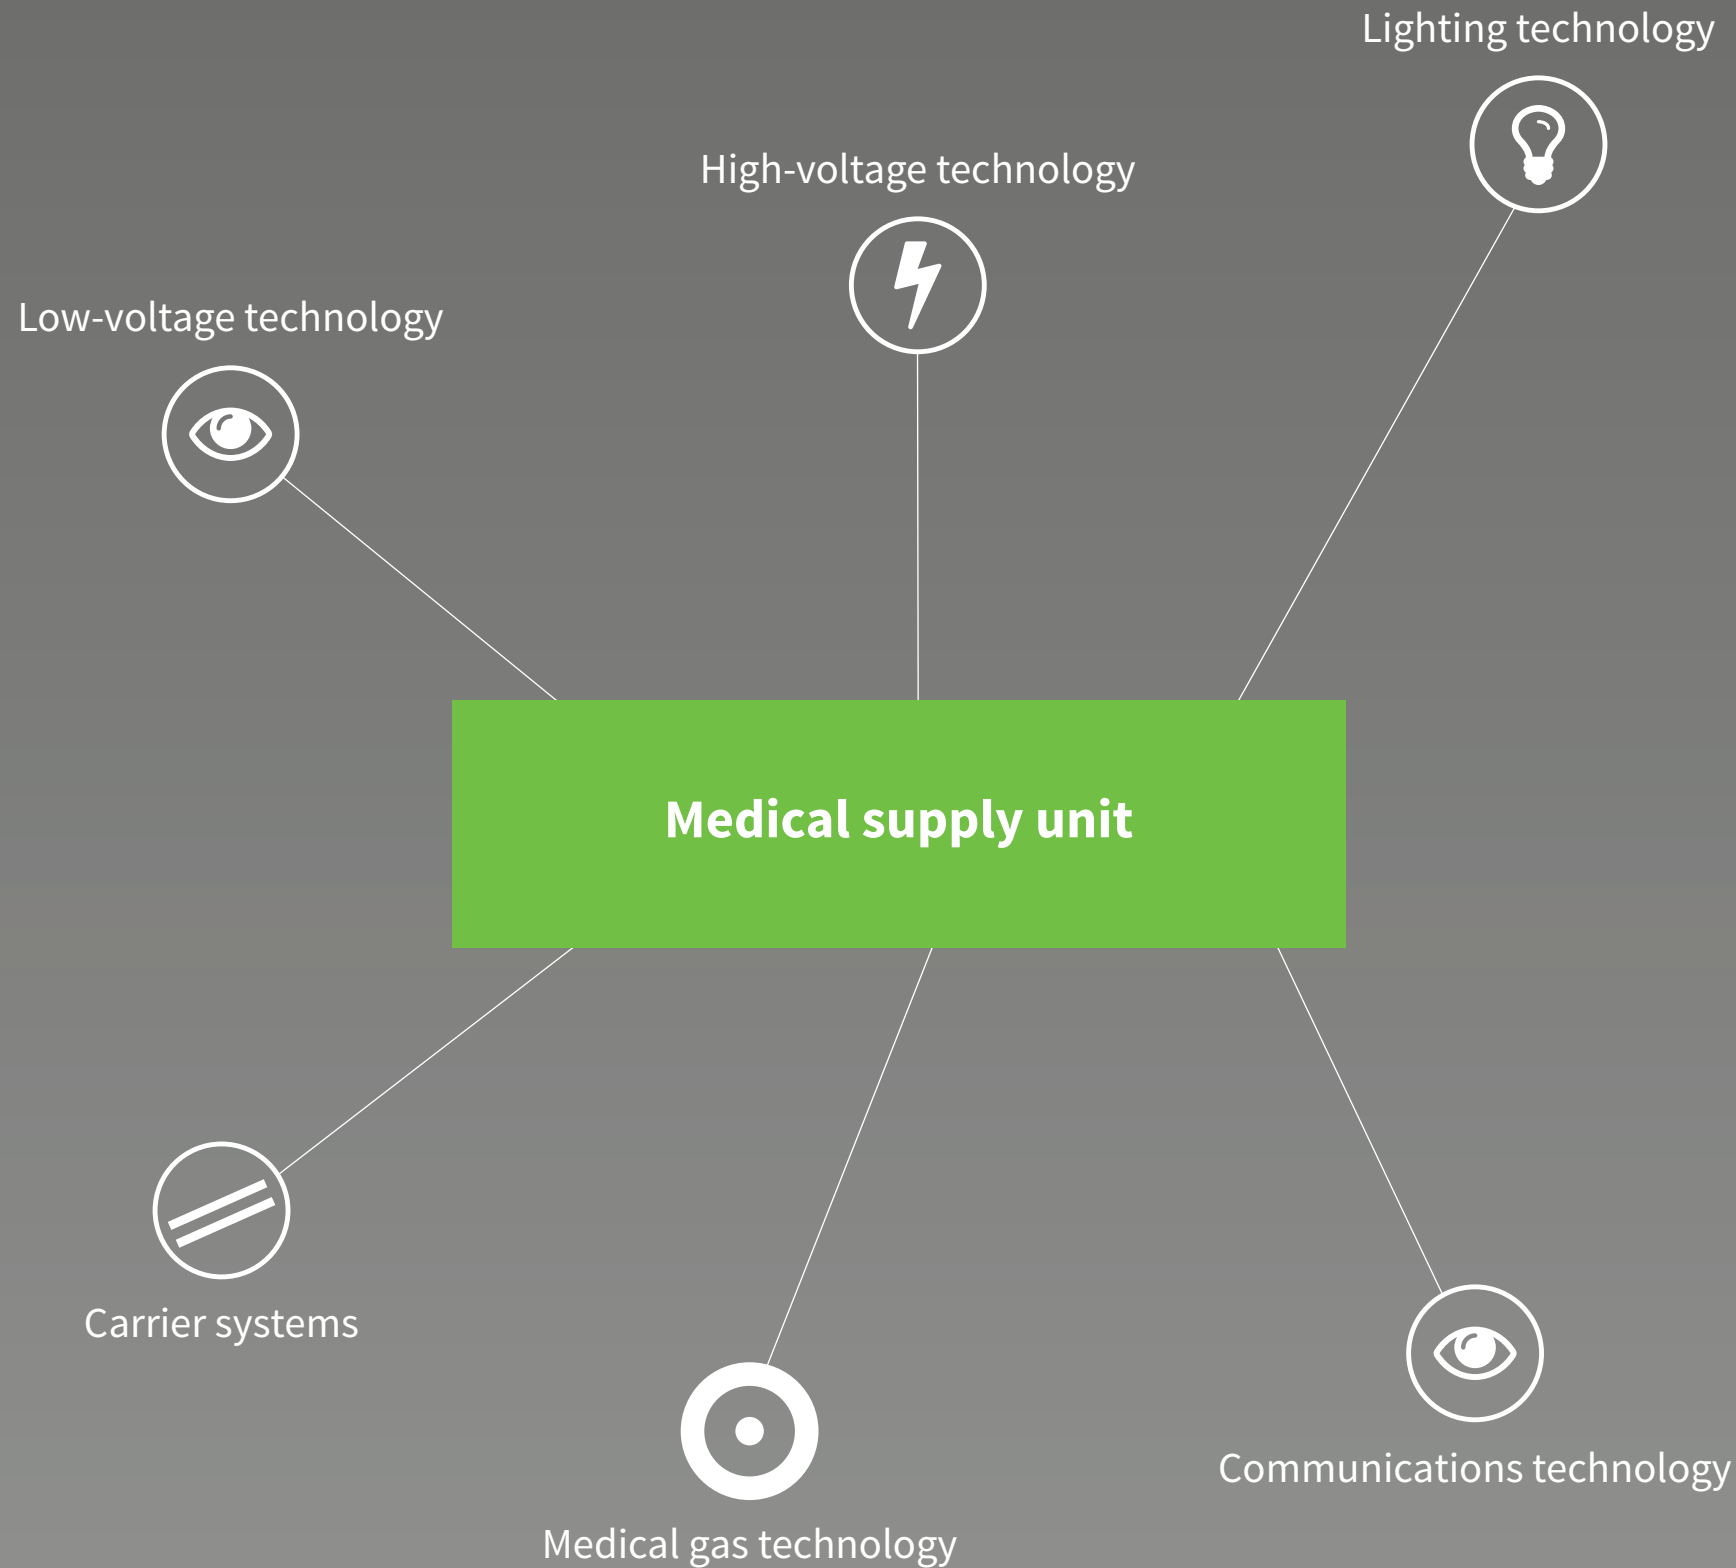 Lighting technology
High-voltage technology
Low-voltage technology
Medical supply unit
Carrier systems
Communications technology
Medical gas technology